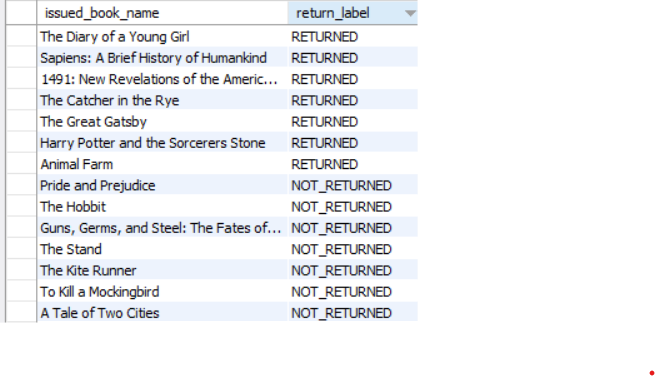 issued_book_name return_label
The Diary of a Young Girl RETURNED
Sapiens: A Brief History of Humankind RETURNED
1491: New Revelations of the Americ... RETURNED
The Catcher in the Rye RETURNED
The Great Gatsby RETURNED
Harry Potter and the Sorcerers Stone RETURNED
Animal Farm RETURNED
Pride and Prejudice NOT_RETURNED
The Hobbit NOT_RETURNED
Guns, Germs, and Steel: The Fates of... NOT_RETURNED
The Stand NOT_RETURNED
The Kite Runner NOT_RETURNED
To Kill a Mockingbird NOT_RETURNED
A Tale of Two Cities NOT_RETURNED